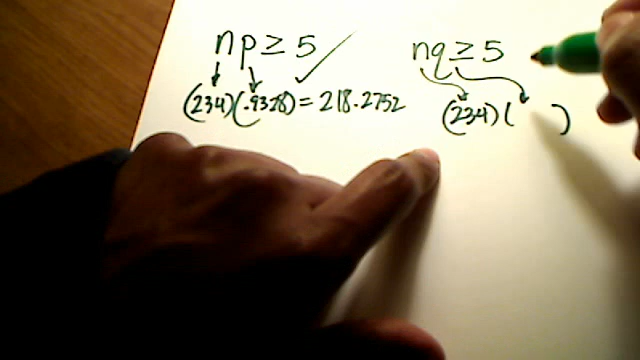 np ≥ 5 ✓ nq ≥ 5
(234)(.9328) = 218.2752 (234)( )